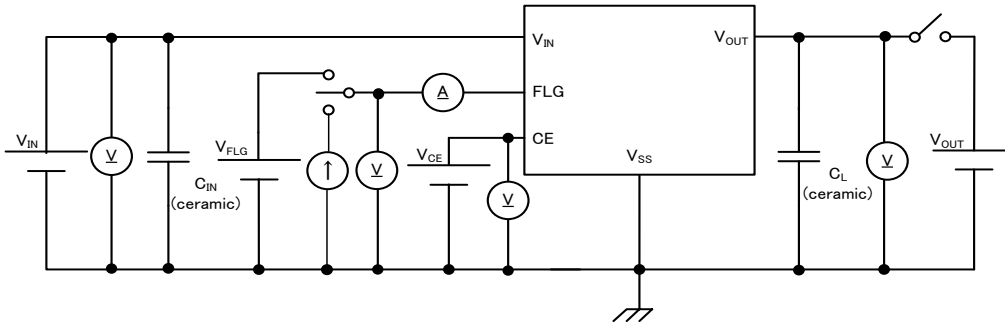 V_IN
V
C_IN
(ceramic)
V_FLG
↑
V
A
V_CE
V
V_IN
FLG
CE
V_SS
V_OUT
C_L
(ceramic)
V
V_OUT